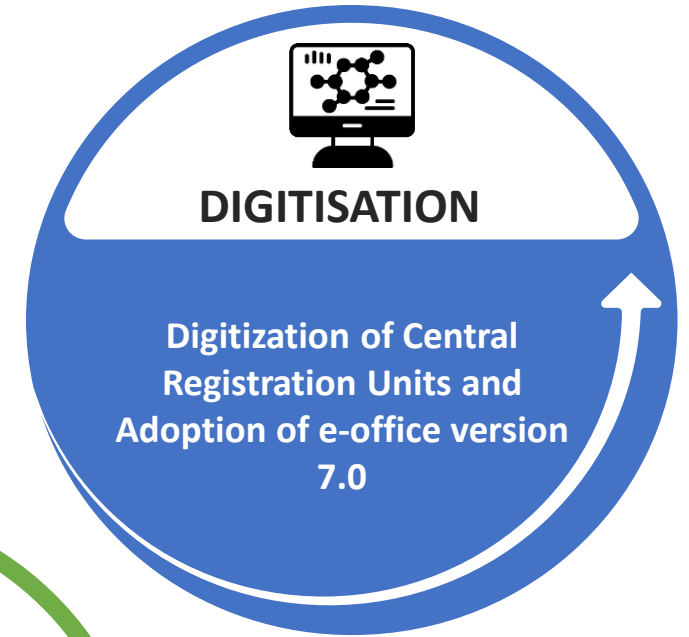 DIGITISATION
Digitization of Central
Registration Units and
Adoption of e-office version
7.0